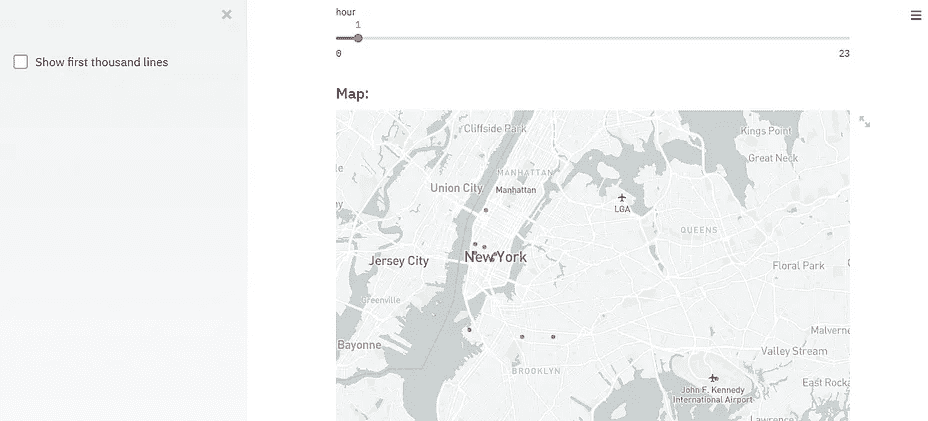 hour
1
0 23
Show first thousand lines
Map:
Cliffside Park
Kings Point
Great Neck
MANHATTAN
Union City
Manhattan
LGA
QUEENS
New York
Jersey City
Floral Park
Greenville
Malverne
Bayonne
Valley Stream
BROOKLYN
John F. Kennedy
International Airport
East Rocka
Lawrence